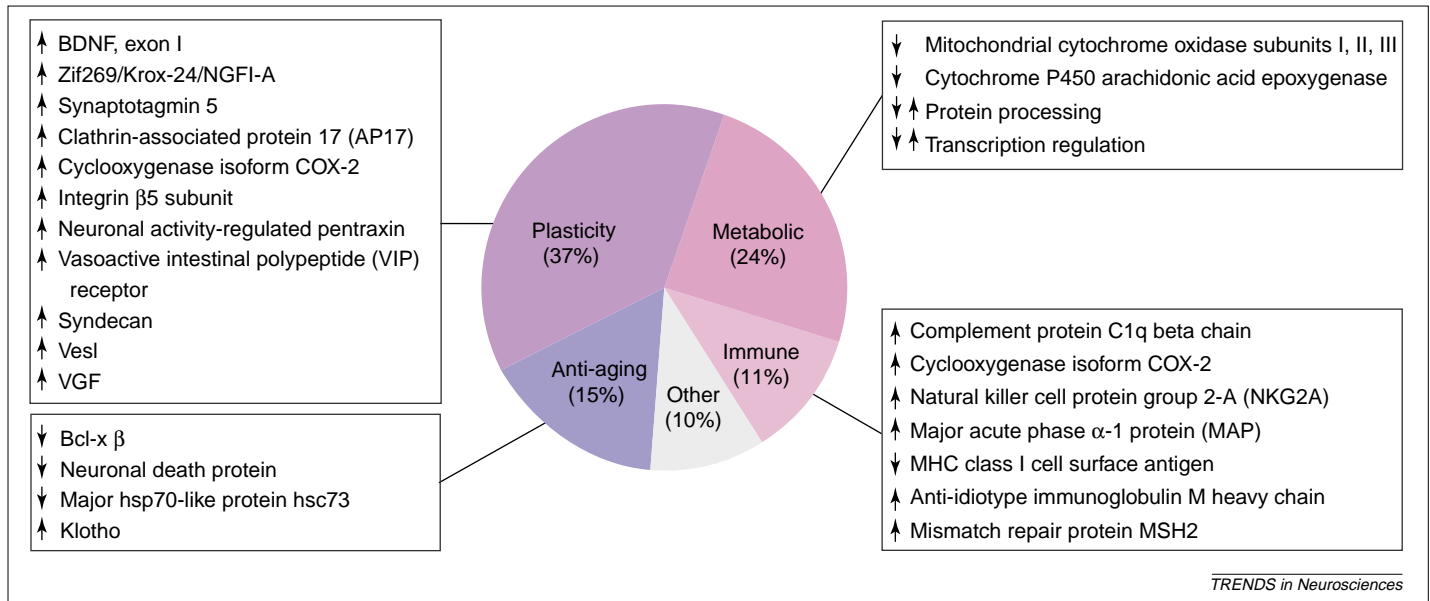 ↑ BDNF, exon I
↑ Zif269/Krox-24/NGFI-A
↑ Synaptotagmin 5
↑ Clathrin-associated protein 17 (AP17)
↑ Cyclooxygenase isoform COX-2
↑ Integrin β5 subunit
↑ Neuronal activity-regulated pentraxin
↑ Vasoactive intestinal polypeptide (VIP)
receptor
↑ Syndecan
↑ Vesl
↑ VGF
↓ Bcl-x β
↓ Neuronal death protein
↓ Major hsp70-like protein hsc73
↑ Klotho
Plasticity
(37%)
Metabolic
(24%)
Anti-aging
(15%)
Other
(10%)
Immune
(11%)
↓ Mitochondrial cytochrome oxidase subunits I, II, III
↓ Cytochrome P450 arachidonic acid epoxygenase
↓↑ Protein processing
↓↑ Transcription regulation
↑ Complement protein C1q beta chain
↑ Cyclooxygenase isoform COX-2
↑ Natural killer cell protein group 2-A (NKG2A)
↑ Major acute phase α-1 protein (MAP)
↓ MHC class I cell surface antigen
↑ Anti-idiotype immunoglobulin M heavy chain
↑ Mismatch repair protein MSH2
TRENDS in Neurosciences